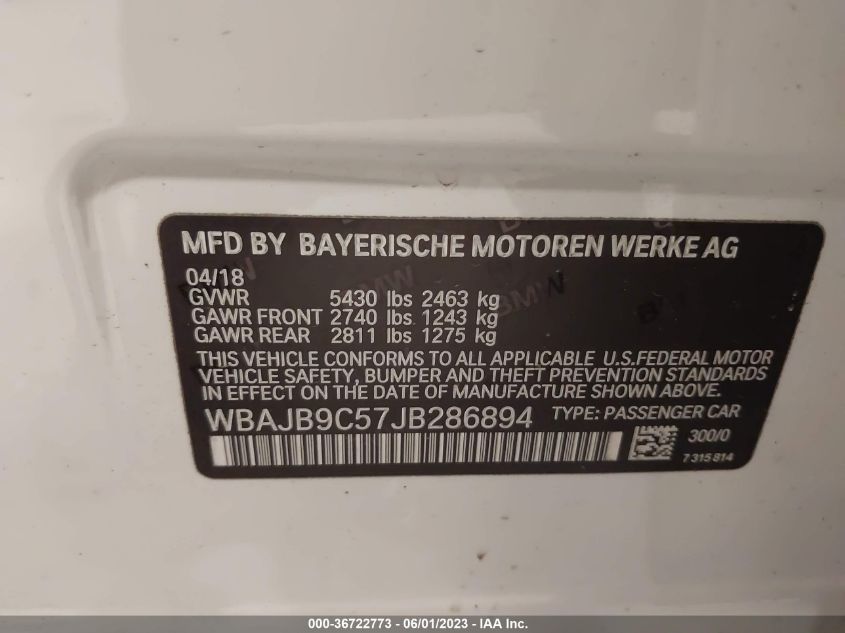 MFD BY BAYERISCHE MOTOREN WERKE AG
04/18
GVWR 5430 lbs 2463 kg
GAWR FRONT 2740 lbs 1243 kg
GAWR REAR 2811 lbs 1275 kg
THIS VEHICLE CONFORMS TO ALL APPLICABLE U.S.FEDERAL MOTOR
VEHICLE SAFETY, BUMPER AND THEFT PREVENTION STANDARDS
IN EFFECT ON THE DATE OF MANUFACTURE SHOWN ABOVE.
WBAJB9C57JB286894 TYPE: PASSENGER CAR
300/0
7315814
000-36722773 - 06/01/2023 - IAA Inc.